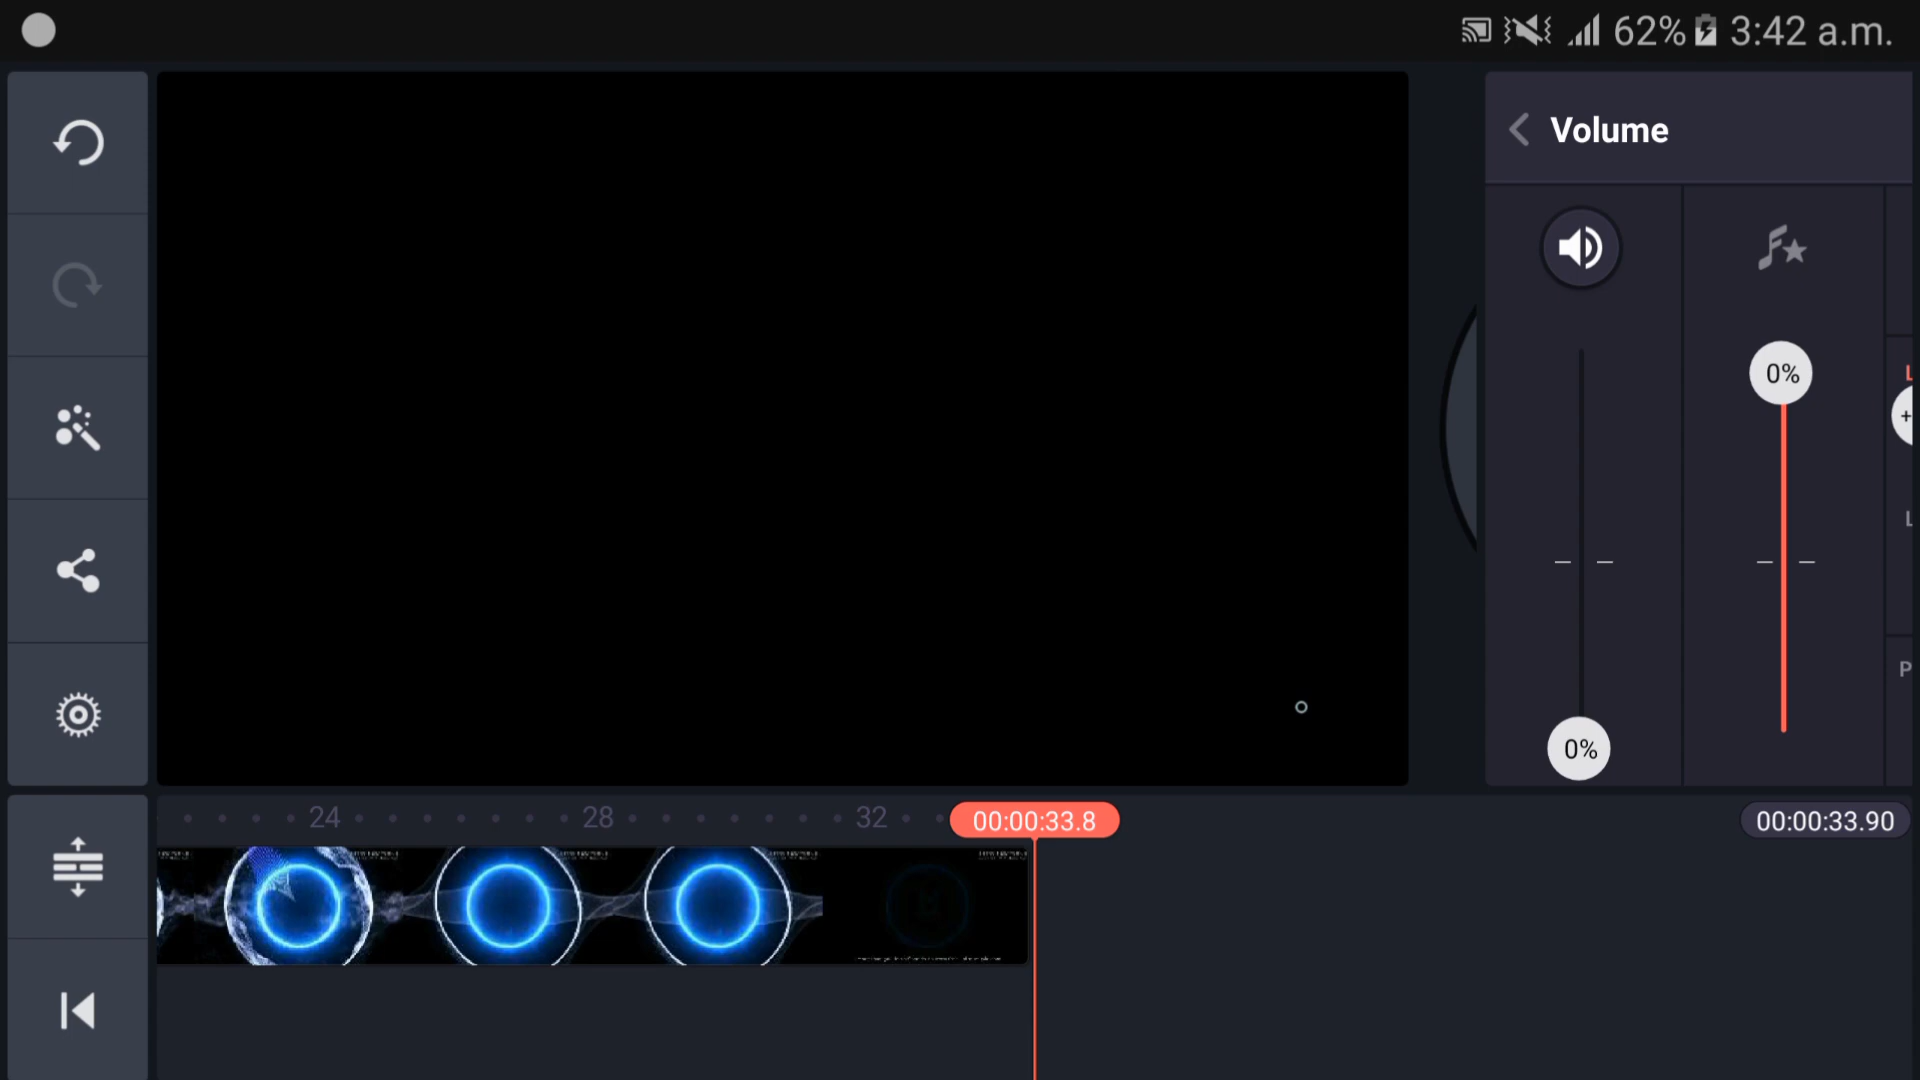 62% 3:42 a.m.
Volume
0%
L
+
L
P
0%
24 28 32 00:00:33.8 00:00:33.90